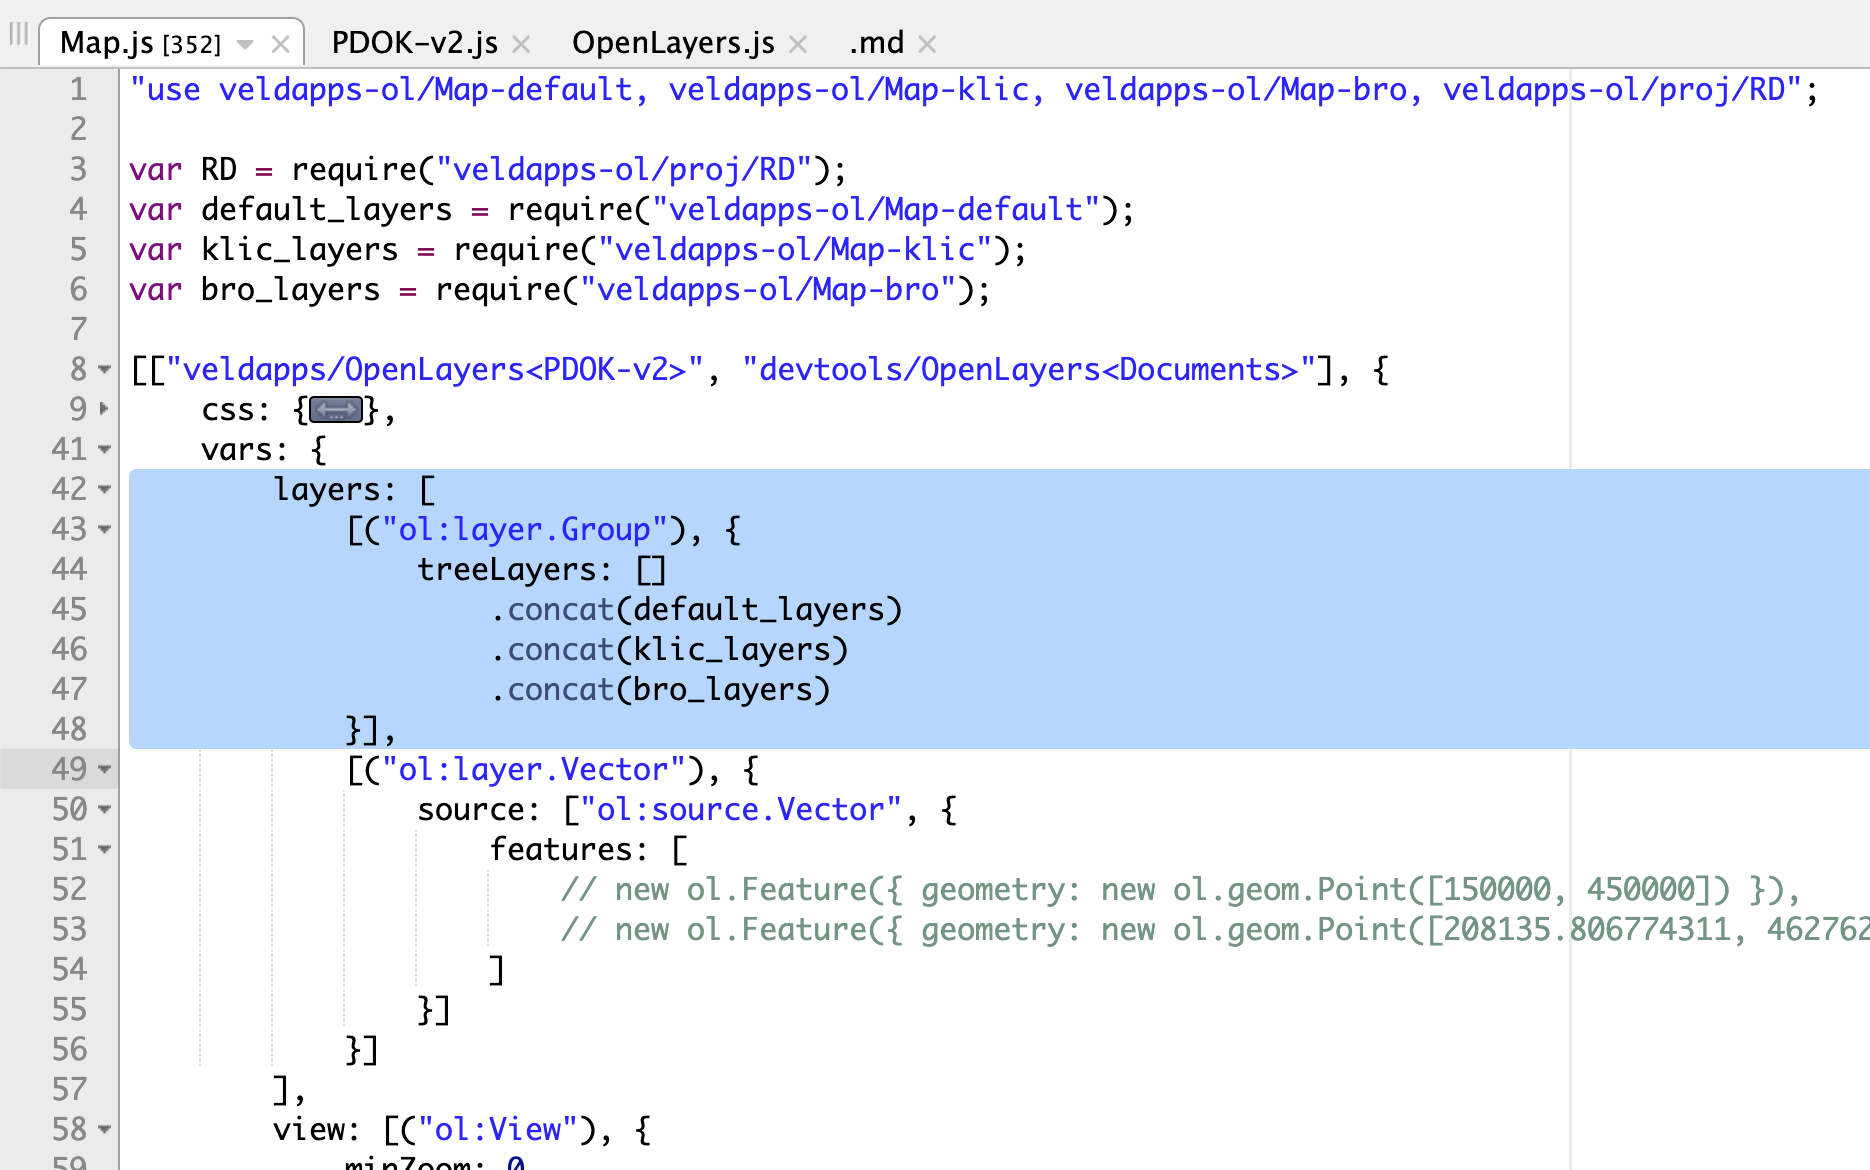 Map.js [352] PDOK-v2.js OpenLayers.js .md
1 "use veldapps-ol/Map-default, veldapps-ol/Map-klic, veldapps-ol/Map-bro, veldapps-ol/proj/RD";
2
3 var RD = require("veldapps-ol/proj/RD");
4 var default_layers = require("veldapps-ol/Map-default");
5 var klic_layers = require("veldapps-ol/Map-klic");
6 var bro_layers = require("veldapps-ol/Map-bro");
7
8 [["veldapps/OpenLayers<PDOK-v2>", "devtools/OpenLayers<Documents>"], {
9 css: {},
41 vars: {
42 layers: [
43 [("ol:layer.Group"), {
44 treeLayers: []
45 .concat(default_layers)
46 .concat(klic_layers)
47 .concat(bro_layers)
48 }],
49 [("ol:layer.Vector"), {
50 source: ["ol:source.Vector", {
51 features: [
52 // new ol.Feature({ geometry: new ol.geom.Point([150000, 450000]) }),
53 // new ol.Feature({ geometry: new ol.geom.Point([208135.806774311, 462762
54 ]
55 }]
56 }]
57 ],
58 view: [("ol:View"), {
59 minZoom: 0